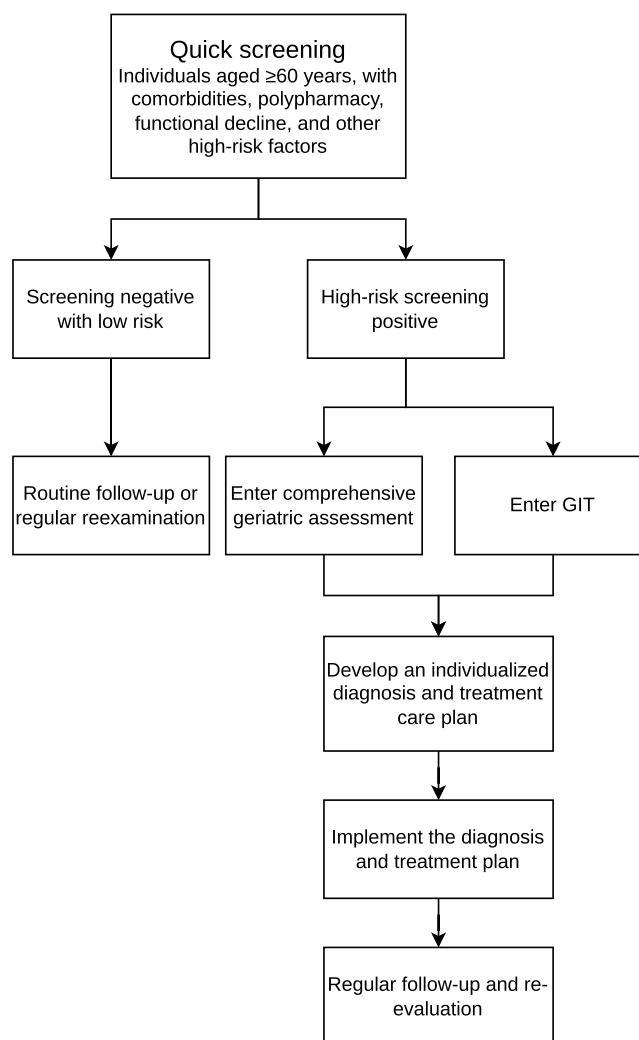 Quick screening
Individuals aged ≥60 years, with
comorbidities, polypharmacy,
functional decline, and other
high-risk factors
Screening negative
with low risk
High-risk screening
positive
Routine follow-up or
regular reexamination
Enter comprehensive
geriatric assessment
Enter GIT
Develop an individualized
diagnosis and treatment
care plan
Implement the diagnosis
and treatment plan
Regular follow-up and re-
evaluation